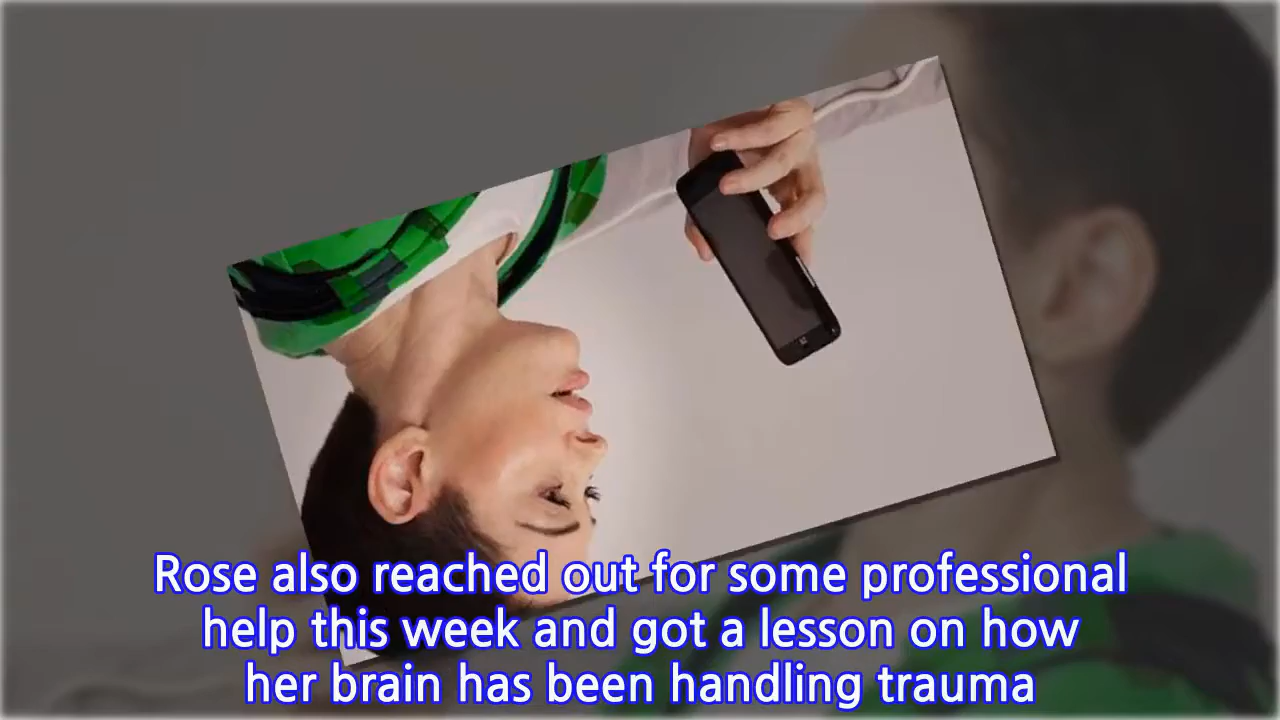 Rose also reached out for some professional
help this week and got a lesson on how
her brain has been handling trauma